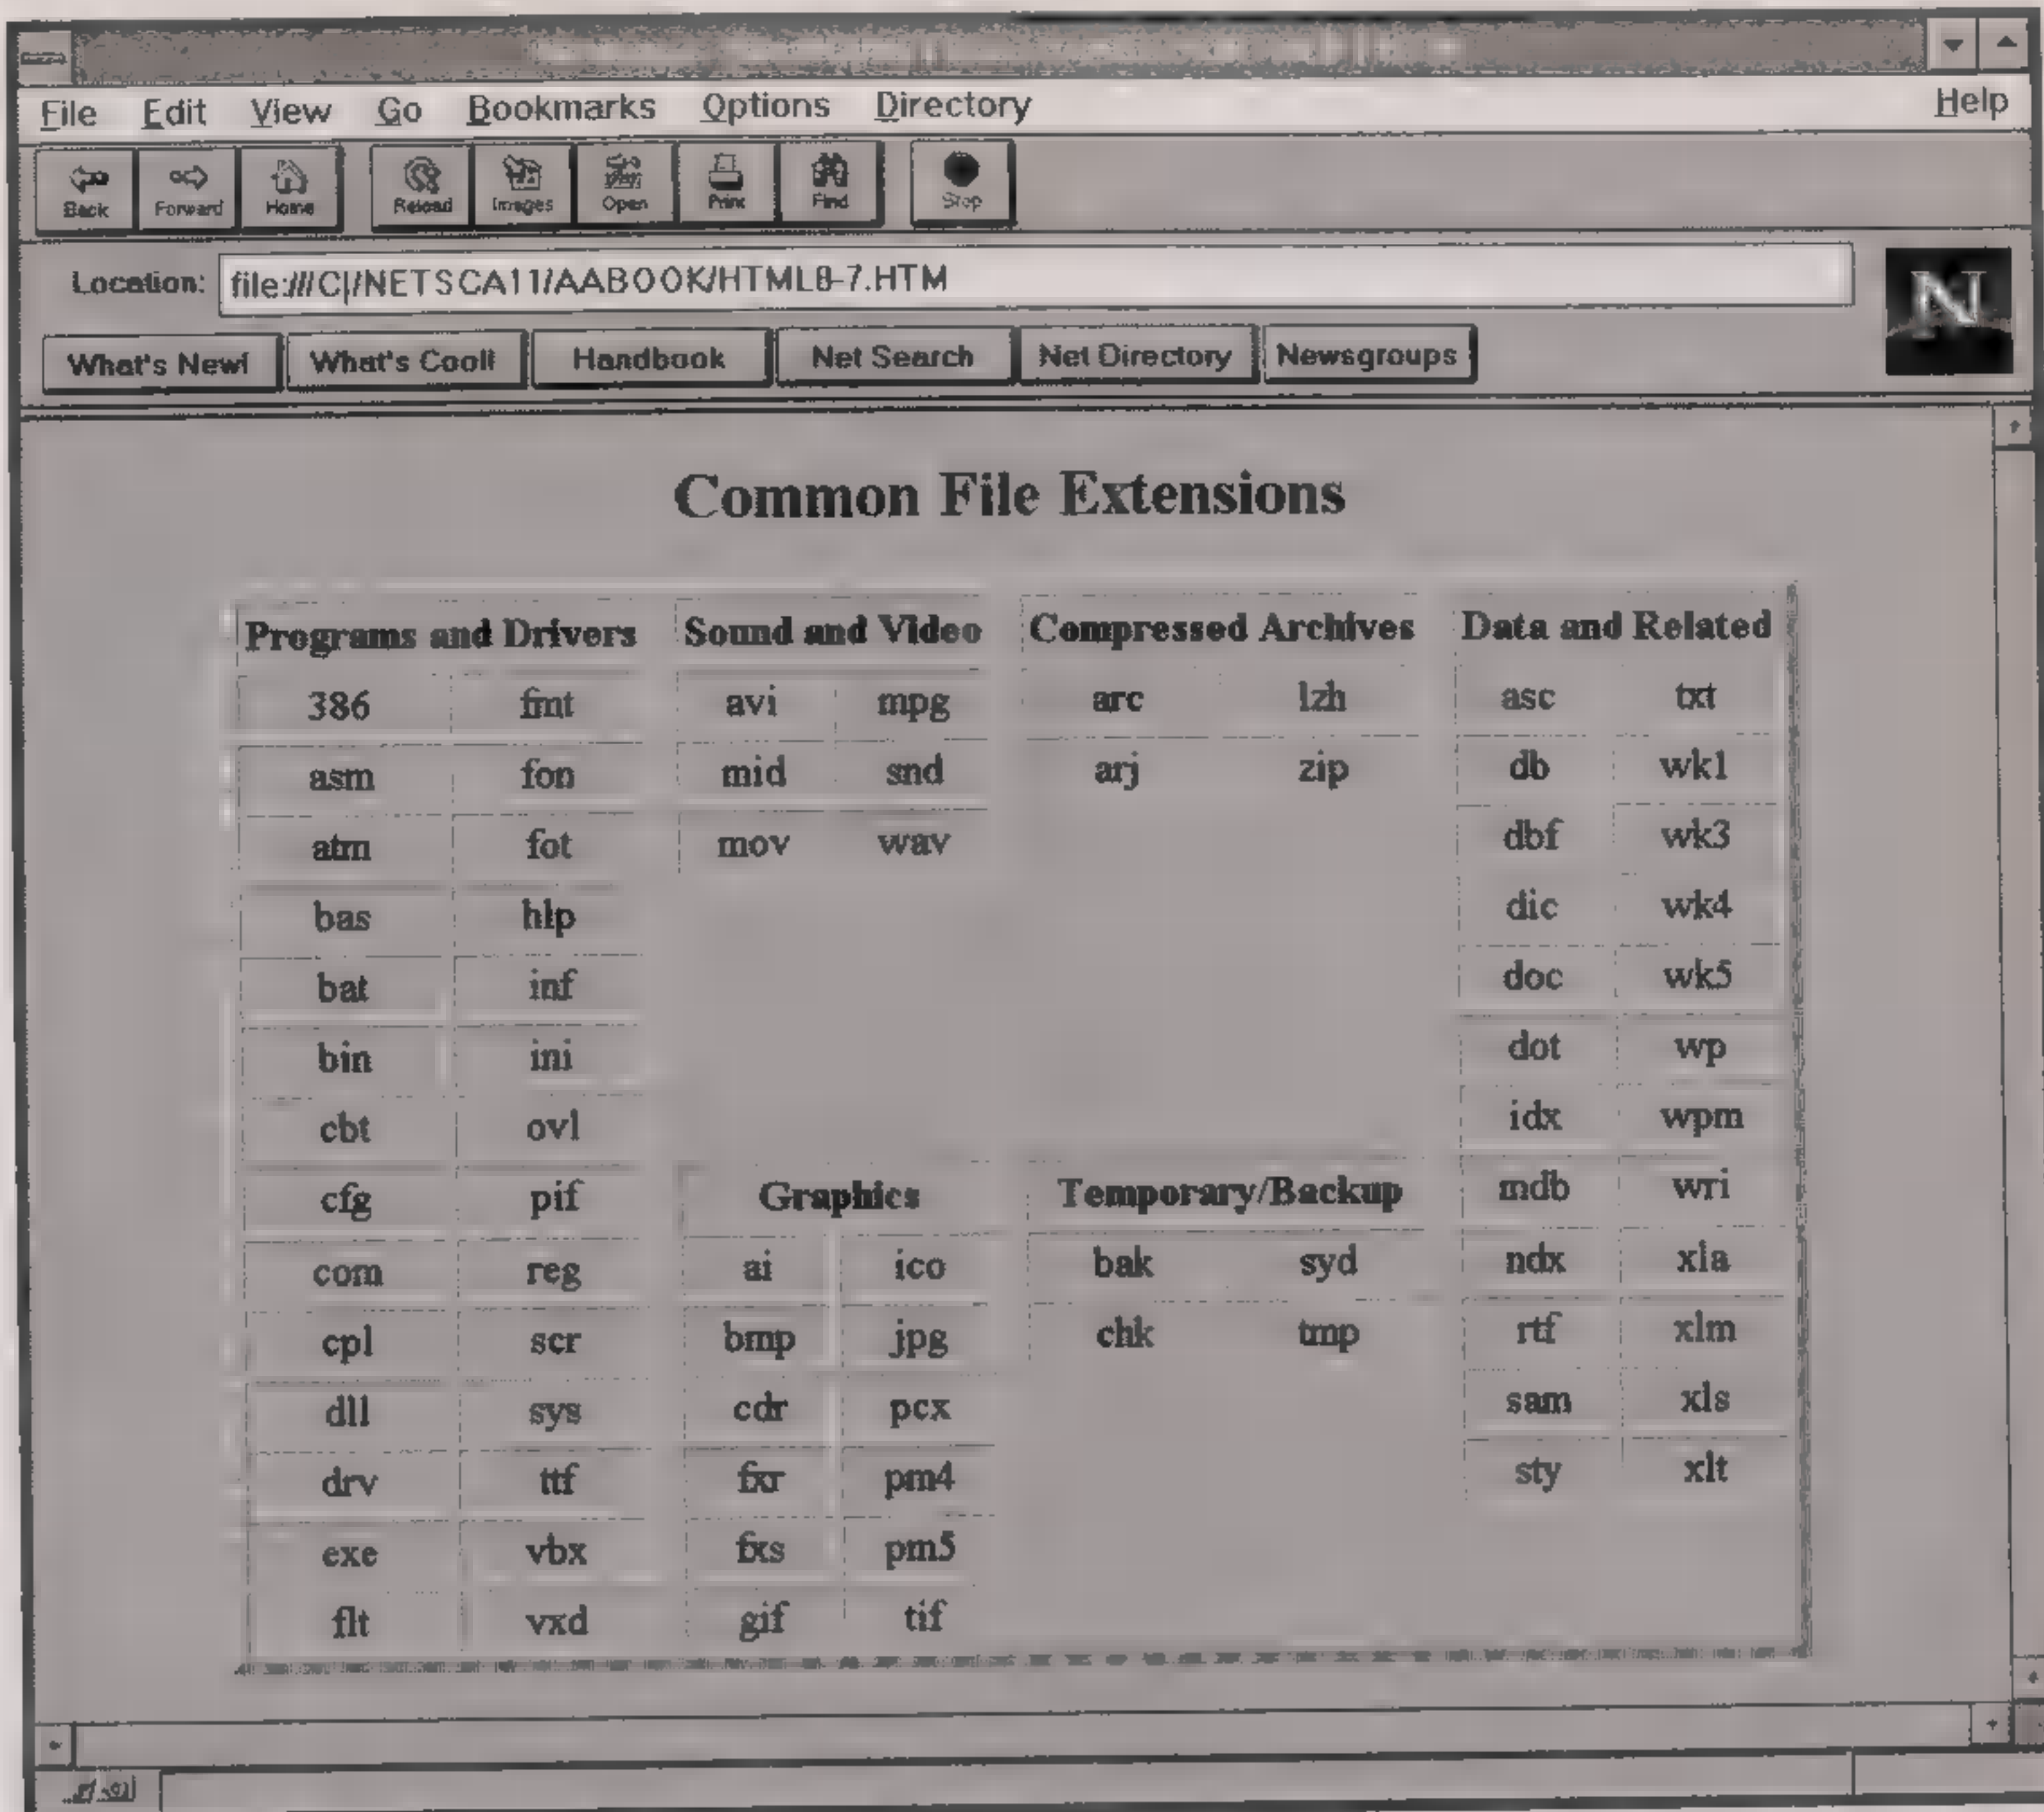 File Edit View Go Bookmarks Options Directory Help
Back Forward Home Reload Images Open Print Find Stop
Location: file:///C|/NETSCA11/AABOOK/HTML8-7.HTM
N
What's New! What's Cool! Handbook Net Search Net Directory Newsgroups
Common File Extensions
Programs and Drivers Sound and Video Compressed Archives Data and Related
386 fmt avi mpg arc lzh asc txt
asm fon mid snd arj zip db wk1
atm fot mov wav dbf wk3
bas hlp dic wk4
bat inf doc wk5
bin ini dot wp
cbt ovl idx wpm
cfg pif Graphics Temporary/Backup mdb wri
com reg ai ico bak syd ndx xla
cpl scr bmp jpg chk tmp rtf xlm
dll sys cdr pcx sam xls
drv ttf fxr pm4 sty xlt
exe vbx fxs pm5
flt vxd gif tif